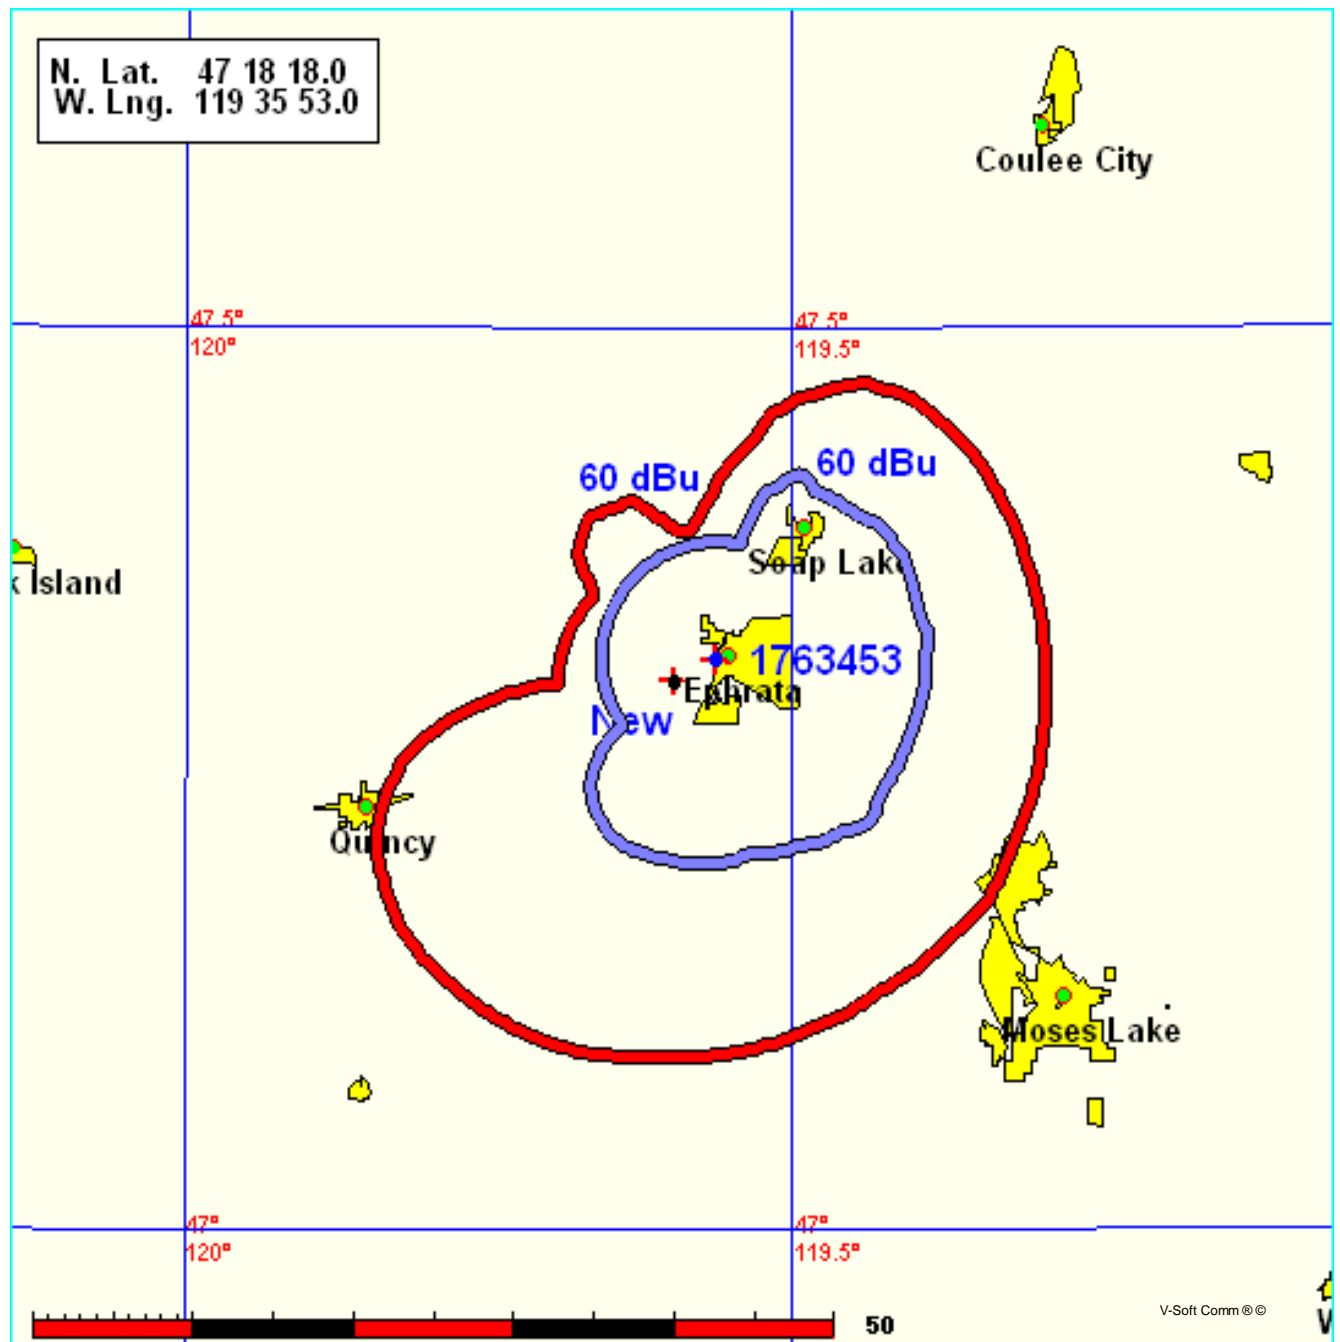 N. Lat. 47 18 18.0
W. Lng. 119 35 53.0
Coulee City
47.5°
120°
47.5°
119.5°
60 dBu
60 dBu
Soap Lake
k Island
1763453
Ephrata
New
Quincy
Moses Lake
47°
120°
47°
119.5°
V-Soft Comm ® ©
50
W